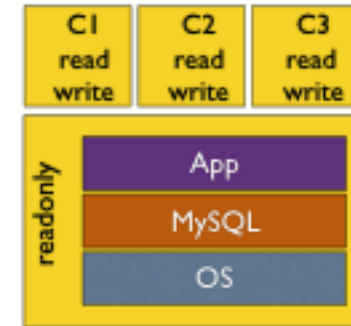 C1
read
write
C2
read
write
C3
read
write
readonly
App
MySQL
OS